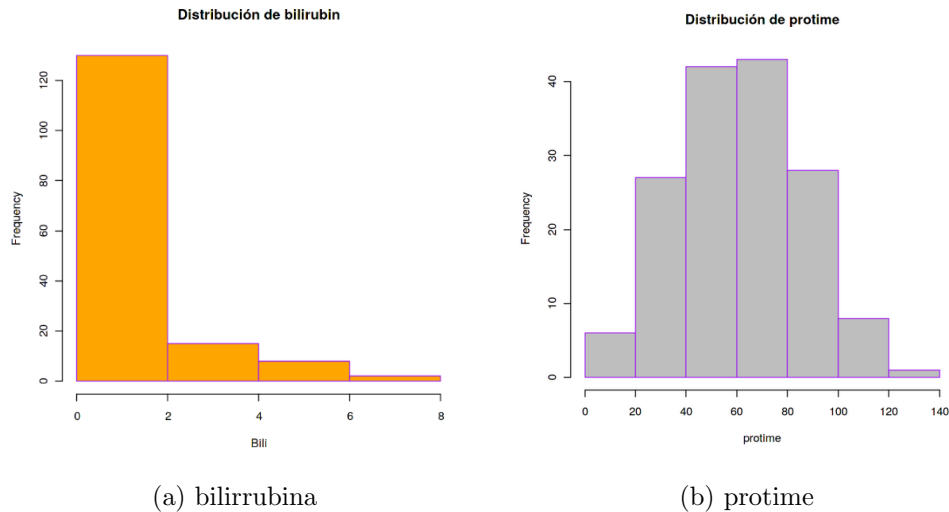 Distribución de bilirubin
Frequency
120
100
80
60
40
20
0
0 2 4 6 8
Bili
(a) bilirrubina
Distribución de protime
Frequency
40
30
20
10
0
0 20 40 60 80 100 120 140
protime
(b) protime